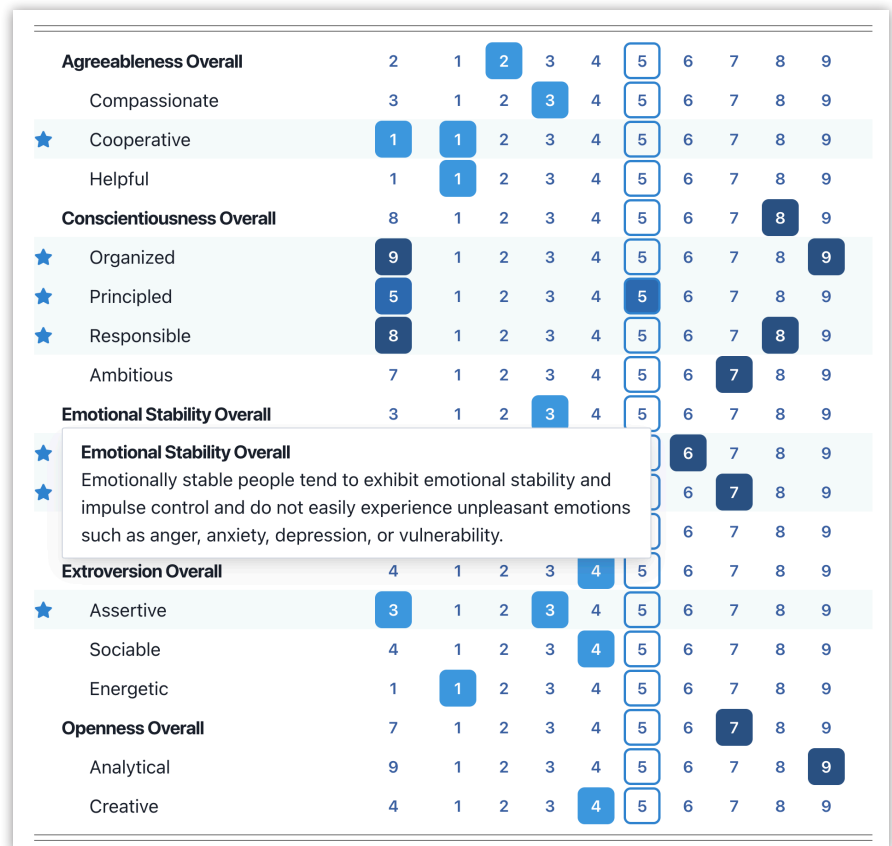 Agreeableness Overall 2 1 2 3 4 5 6 7 8 9
Compassionate 3 1 2 3 4 5 6 7 8 9
Cooperative 1 1 2 3 4 5 6 7 8 9
Helpful 1 1 2 3 4 5 6 7 8 9
Conscientiousness Overall 8 1 2 3 4 5 6 7 8 9
Organized 9 1 2 3 4 5 6 7 8 9
Principled 5 1 2 3 4 5 6 7 8 9
Responsible 8 1 2 3 4 5 6 7 8 9
Ambitious 7 1 2 3 4 5 6 7 8 9
Emotional Stability Overall 3 1 2 3 4 5 6 7 8 9
Emotional Stability Overall 6 7 8 9
Emotionally stable people tend to exhibit emotional stability and
6 7 8 9
impulse control and do not easily experience unpleasant emotions
such as anger, anxiety, depression, or vulnerability. 6 7 8 9
Extroversion Overall 4 1 2 3 4 5 6 7 8 9
Assertive 3 1 2 3 4 5 6 7 8 9
Sociable 4 1 2 3 4 5 6 7 8 9
Energetic 1 1 2 3 4 5 6 7 8 9
Openness Overall 7 1 2 3 4 5 6 7 8 9
Analytical 9 1 2 3 4 5 6 7 8 9
Creative 4 1 2 3 4 5 6 7 8 9